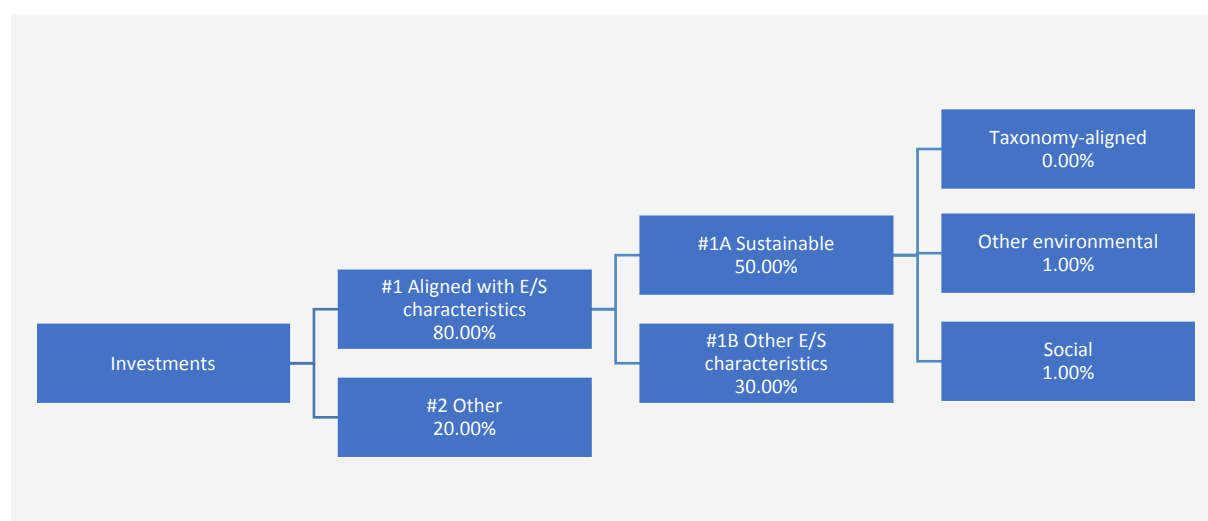 Investments
#1 Aligned with E/S
characteristics
80.00%
#2 Other
20.00%
#1A Sustainable
50.00%
#1B Other E/S
characteristics
30.00%
Taxonomy-aligned
0.00%
Other environmental
1.00%
Social
1.00%